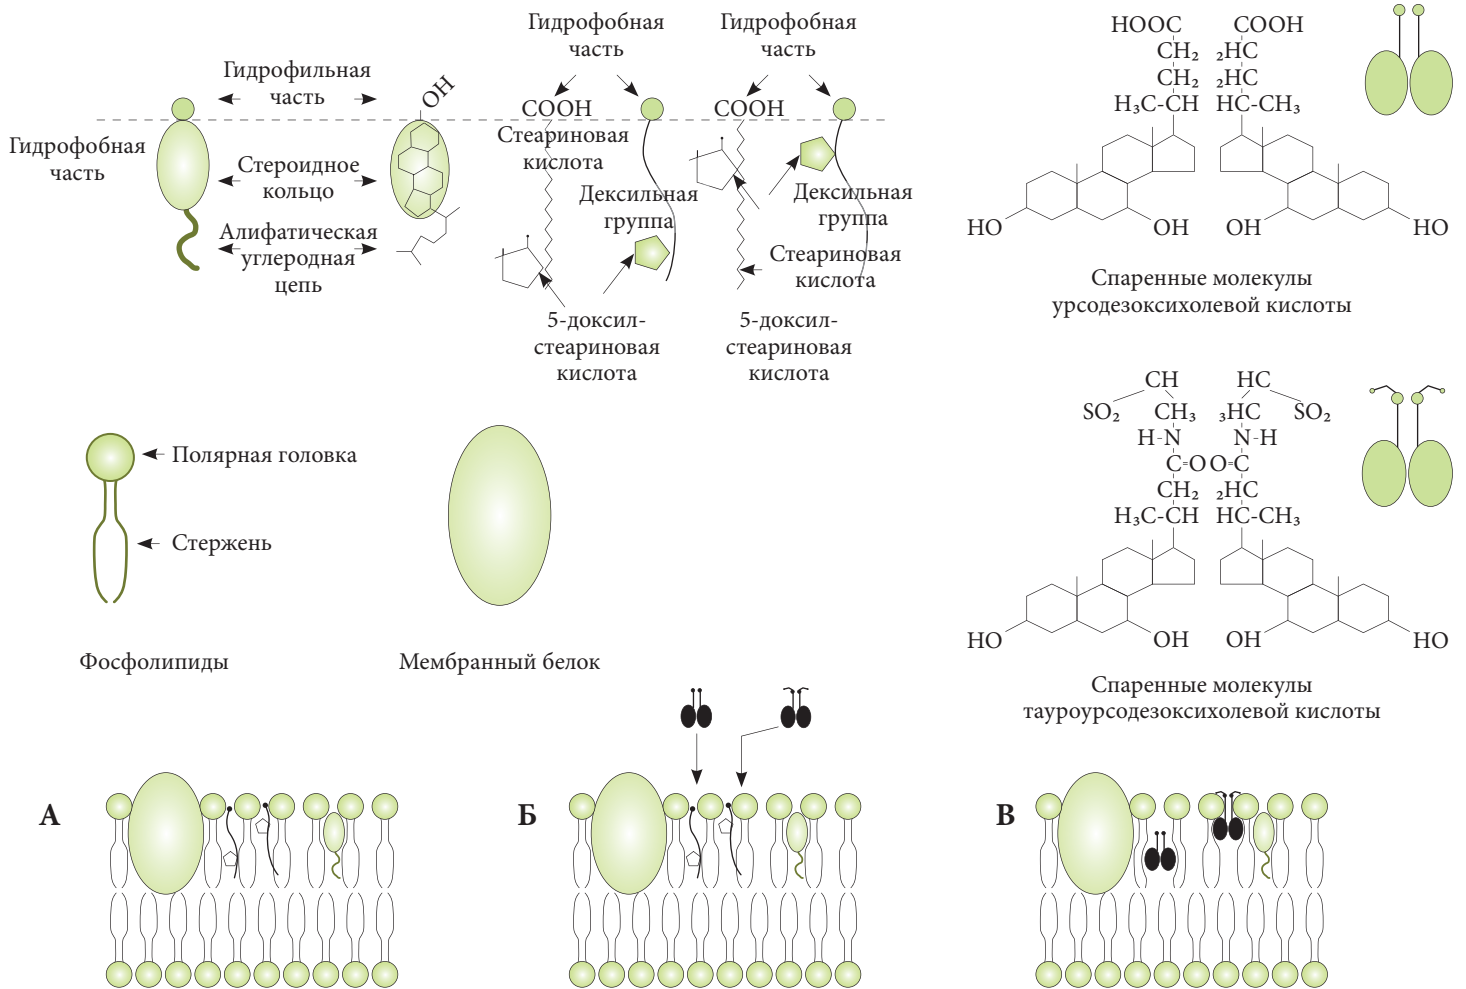 Гидрофильная
часть
Гидрофобная
часть
Стероидное
кольцо
Алифатическая
углеродная
цепь
OH
Гидрофобная
часть
COOH
Стеариновая
кислота
Дексильная
группа
5-доксил-
стеариновая
кислота
Гидрофобная
часть
COOH
Дексильная
группа
Стеариновая
кислота
5-доксил-
стеариновая
кислота
HOOC COOH
CH₂ ₂HC
CH₂ ₂HC
H₃C-CH HC-CH₃
HO OH OH HO
Спаренные молекулы
урсодезоксихолевой кислоты
Полярная головка
Стержень
Фосфолипиды
Мембранный белок
CH HC
SO₂ CH₃ ₃HC SO₂
H-N N-H
C=O O=C
CH₂ ₂HC
H₃C-CH HC-CH₃
HO OH OH HO
Спаренные молекулы
тауроурсодезоксихолевой кислоты
А
Б
В